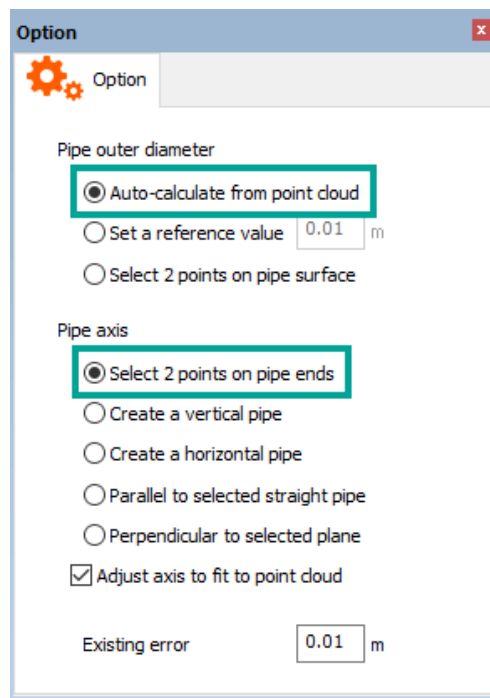 Option
x
Option
Pipe outer diameter
Auto-calculate from point cloud
Set a reference value 0.01 m
Select 2 points on pipe surface
Pipe axis
Select 2 points on pipe ends
Create a vertical pipe
Create a horizontal pipe
Parallel to selected straight pipe
Perpendicular to selected plane
Adjust axis to fit to point cloud
Existing error 0.01 m